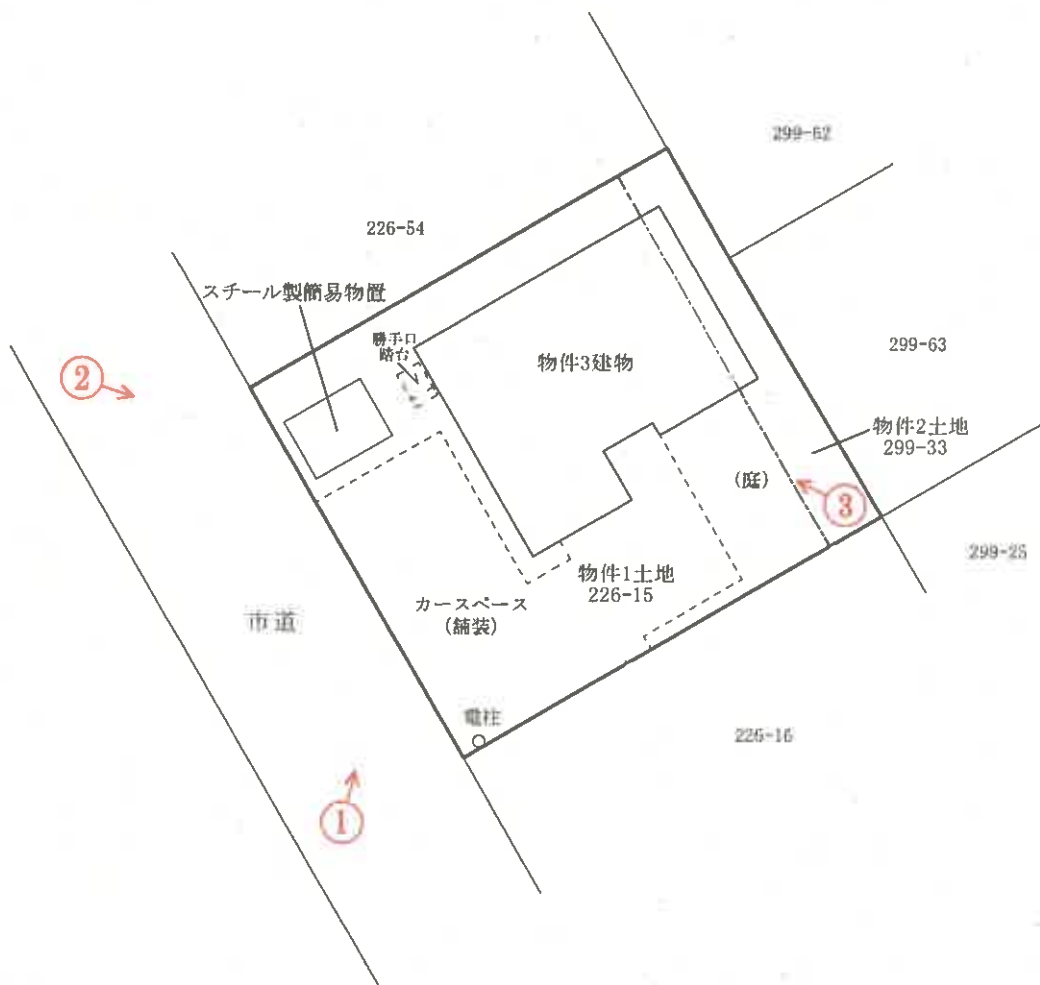 299-62
226-54
スチール製簡易物置
勝手口
踏台
物件3建物
299-63
②
物件2土地
299-33
(庭)
③
299-25
物件1土地
226-15
カースペース
(舗装)
市道
電柱
226-16
①